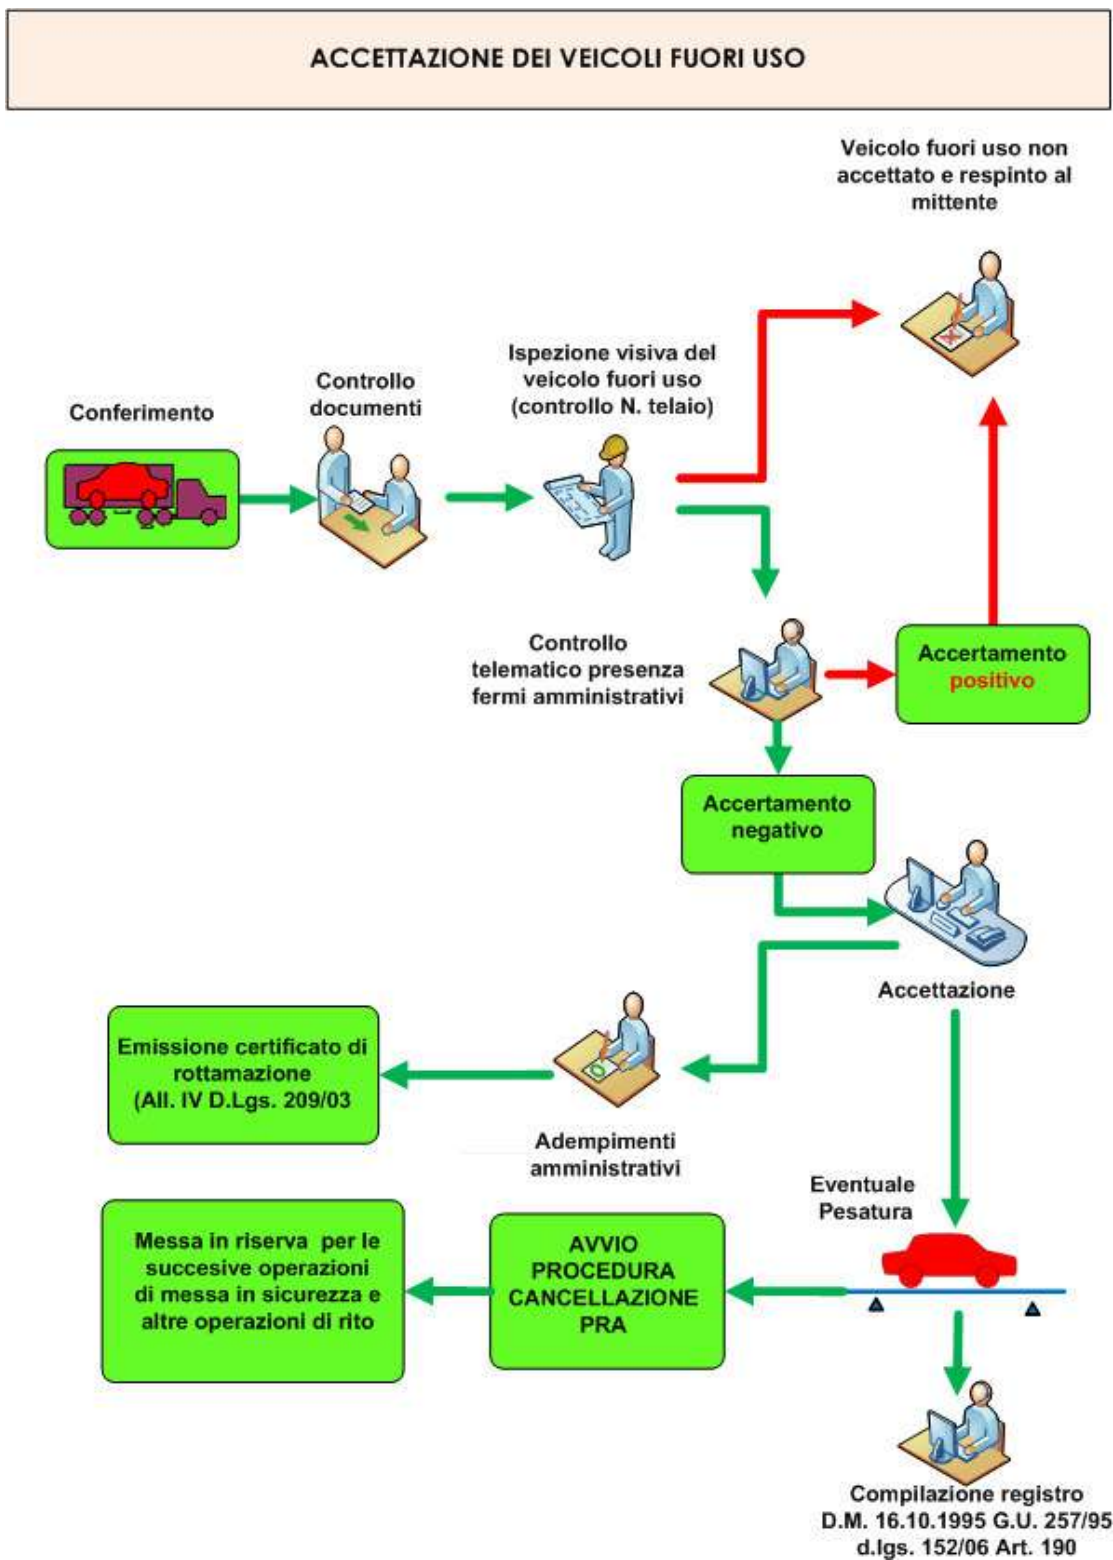 ACCETTAZIONE DEI VEICOLI FUORI USO
Veicolo fuori uso non
accettato e respinto al
mittente
Ispezione visiva del
veicolo fuori uso
(controllo N. telaio)
Controllo
documenti
Conferimento
Controllo
telematico presenza
fermi amministrativi
Accertamento
positivo
Accertamento
negativo
Accettazione
Emissione certificato di
rottamazione
(All. IV D.Lgs. 209/03
Adempimenti
amministrativi
Eventuale
Pesatura
Messa in riserva per le
succesive operazioni
di messa in sicurezza e
altre operazioni di rito
AVVIO
PROCEDURA
CANCELLAZIONE
PRA
Compilazione registro
D.M. 16.10.1995 G.U. 257/95
d.lgs. 152/06 Art. 190